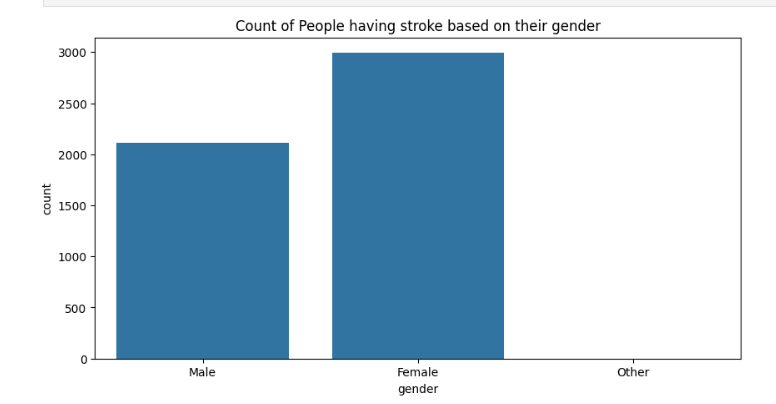 Count of People having stroke based on their gender
3000
2500
2000
1500
1000
500
0
count
Male Female Other
gender